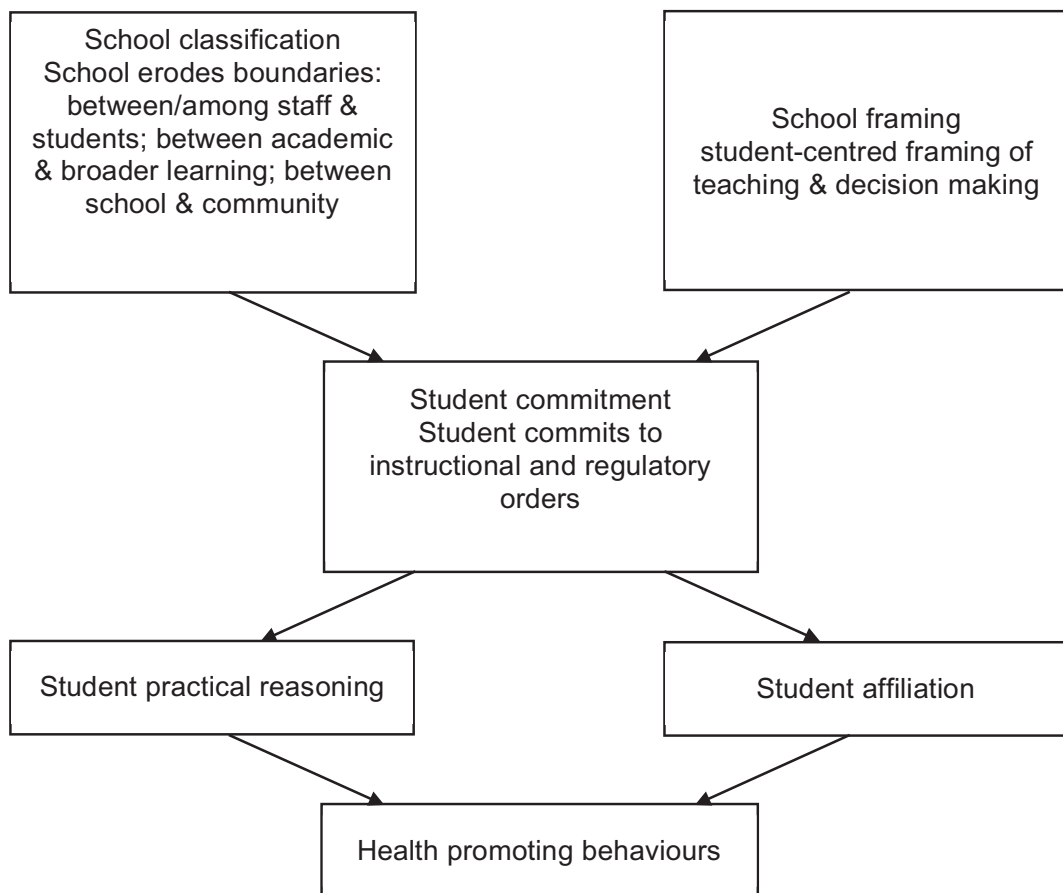 School classification
School erodes boundaries:
between/among staff &
students; between academic
& broader learning; between
school & community
School framing
student-centred framing of
teaching & decision making
Student commitment
Student commits to
instructional and regulatory
orders
Student practical reasoning
Student affiliation
Health promoting behaviours